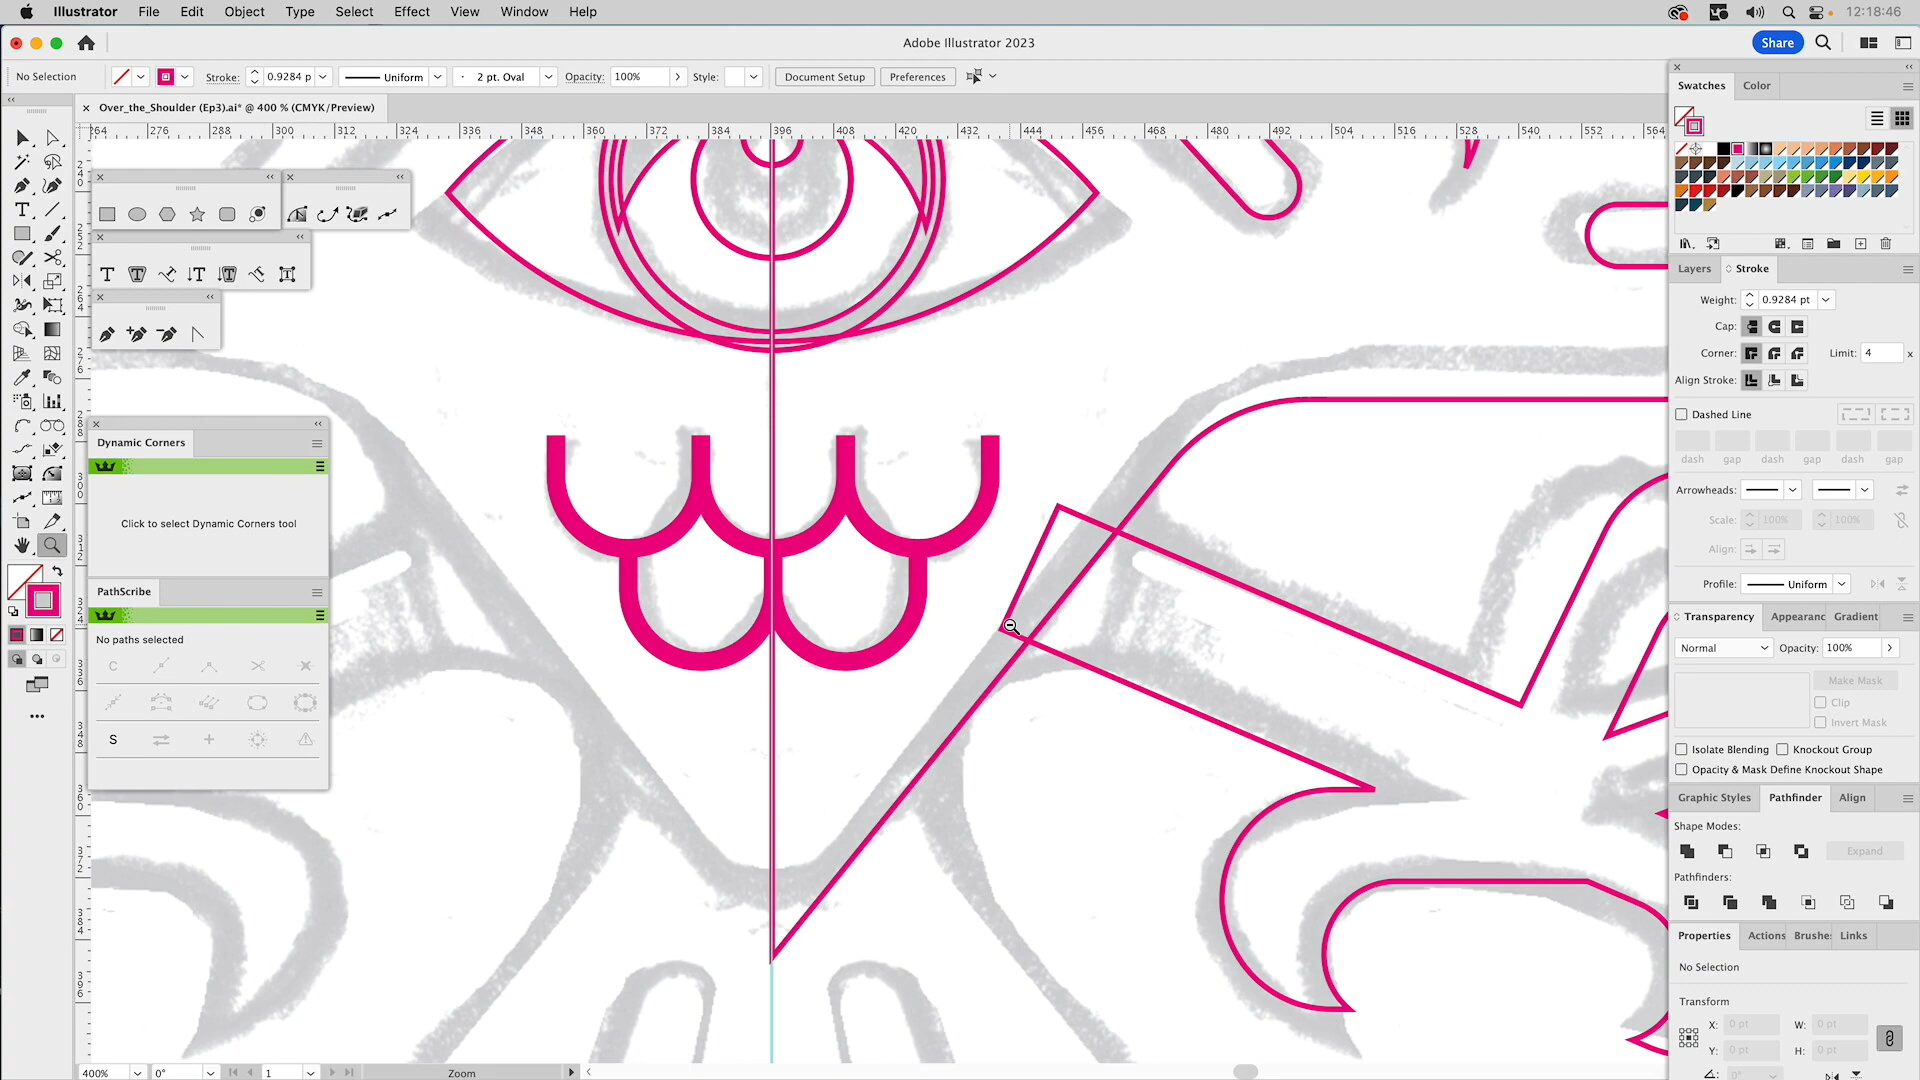 Illustrator File Edit Object Type Select Effect View Window Help 12:18:46
Adobe Illustrator 2023 Share
No Selection Stroke: 0.9284 p Uniform 2 pt. Oval Opacity: 100% Style: Document Setup Preferences
Over_the_Shoulder (Ep3).ai* @ 400 % (CMYK/Preview)
264 276 288 300 312 324 336 348 360 372 384 396 408 420 432 444 456 468 480 492 504 516 528 540 552 564
Swatches Color
Layers Stroke
Weight: 0.9284 pt
Cap:
Corner: Limit: 4 x
Align Stroke:
Dashed Line
dash gap dash gap dash gap
Arrowheads:
Scale: 100% 100%
Align:
Profile: Uniform
Transparency Appearanc Gradient
Normal Opacity: 100%
Make Mask
Clip
Invert Mask
Isolate Blending Knockout Group
Opacity & Mask Define Knockout Shape
Graphic Styles Pathfinder Align
Shape Modes:
Expand
Pathfinders:
Properties Actions Brushe: Links
No Selection
Transform
X: 0 pt W: 0 pt
Y: 0 pt H: 0 pt
0°
Dynamic Corners
Click to select Dynamic Corners tool
PathScribe
No paths selected
C
S
400% 0° 1 Zoom